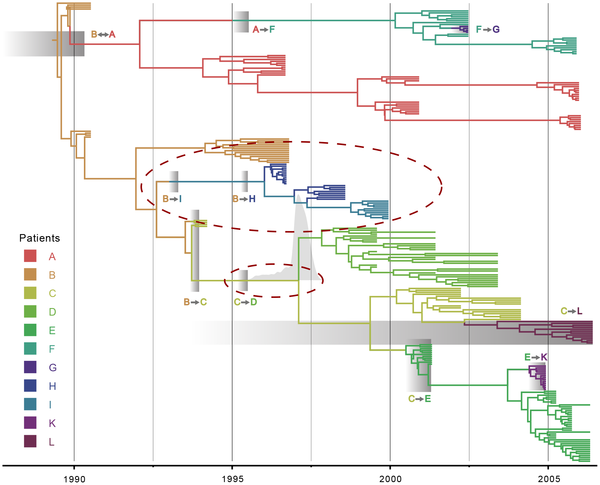 B↔A
A→F
F→G
B→I
B→H
B→C
C→D
C→L
E→K
C→E
Patients
A
B
C
D
E
F
G
H
I
K
L
1990
1995
2000
2005